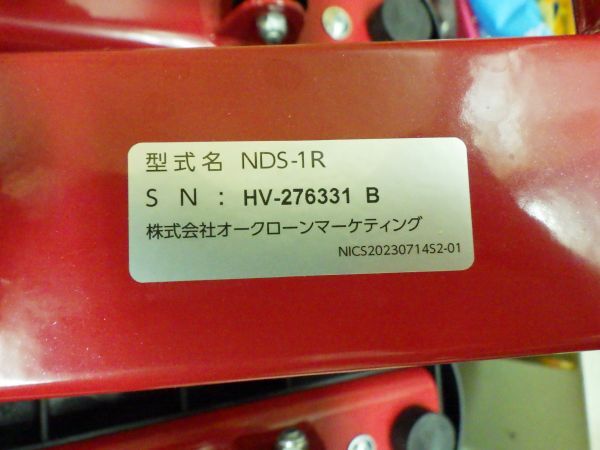 型式名 NDS-1R
S N : HV-276331 B
株式会社オークローンマーケティング
NICS20230714S2-01